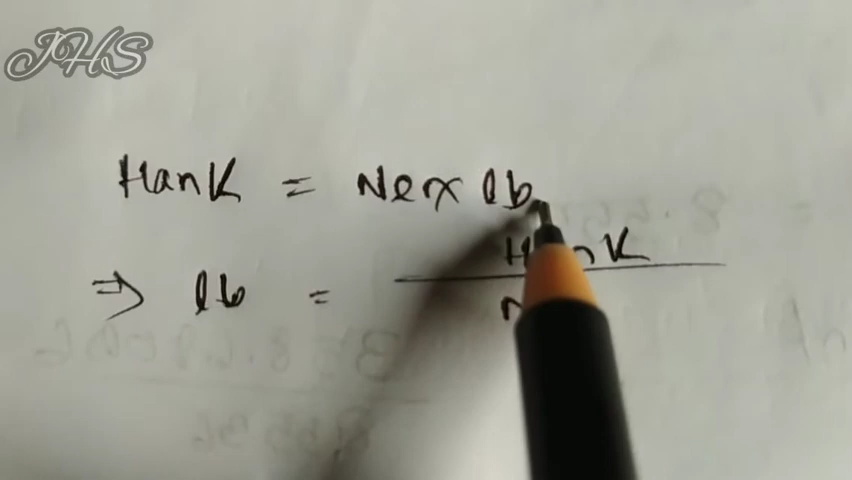 JHS
HanK = Ne x lb
HanK
⇒ lb =